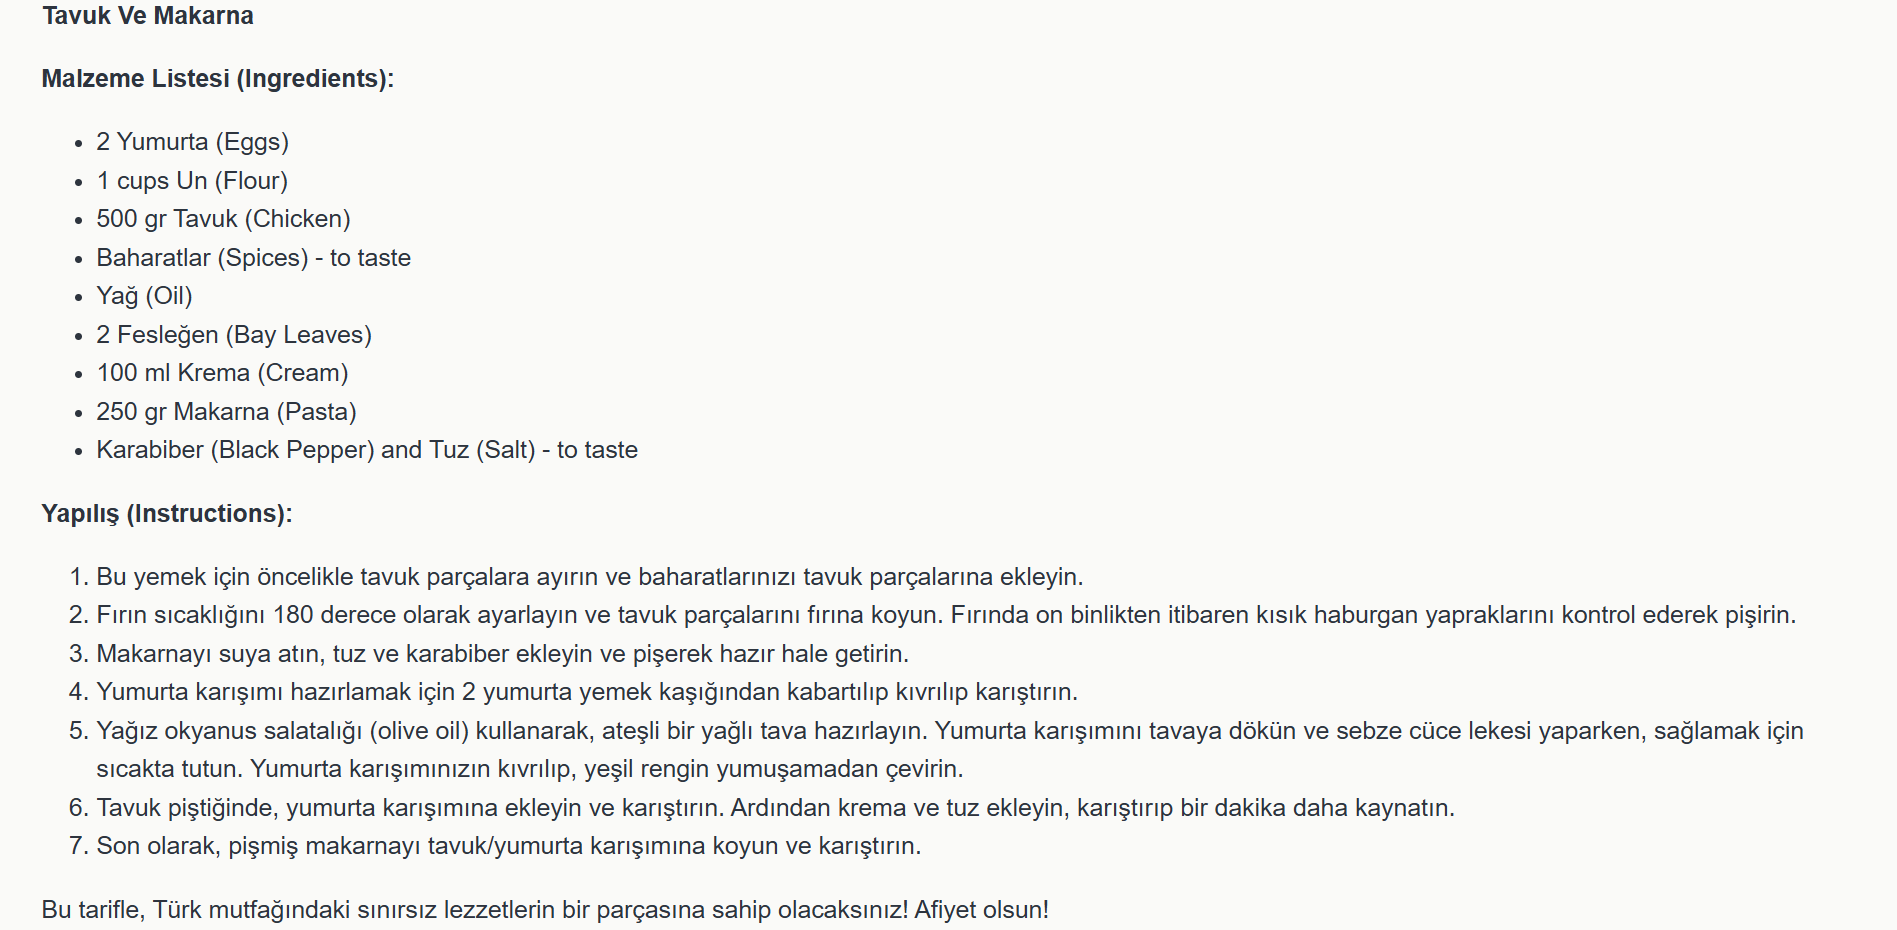 Tavuk Ve Makarna
Malzeme Listesi (Ingredients):
• 2 Yumurta (Eggs)
• 1 cups Un (Flour)
• 500 gr Tavuk (Chicken)
• Baharatlar (Spices) - to taste
• Yağ (Oil)
• 2 Fesleğen (Bay Leaves)
• 100 ml Krema (Cream)
• 250 gr Makarna (Pasta)
• Karabiber (Black Pepper) and Tuz (Salt) - to taste
Yapılış (Instructions):
1. Bu yemek için öncelikle tavuk parçalara ayırın ve baharatlarınızı tavuk parçalarına ekleyin.
2. Fırın sıcaklığını 180 derece olarak ayarlayın ve tavuk parçalarını fırına koyun. Fırında on binlikten itibaren kısık haburgan yapraklarını kontrol ederek pişirin.
3. Makarnayı suya atın, tuz ve karabiber ekleyin ve pişerek hazır hale getirin.
4. Yumurta karışımı hazırlamak için 2 yumurta yemek kaşığından kabartılıp kıvrılıp karıştırın.
5. Yağız okyanus salatalığı (olive oil) kullanarak, ateşli bir yağlı tava hazırlayın. Yumurta karışımını tavaya dökün ve sebze cüce lekesi yaparken, sağlamak için
sıcakta tutun. Yumurta karışımınızın kıvrılıp, yeşil rengin yumuşamadan çevirin.
6. Tavuk piştiğinde, yumurta karışımına ekleyin ve karıştırın. Ardından krema ve tuz ekleyin, karıştırıp bir dakika daha kaynatın.
7. Son olarak, pişmiş makarnayı tavuk/yumurta karışımına koyun ve karıştırın.
Bu tarifle, Türk mutfağındaki sınırsız lezzetlerin bir parçasına sahip olacaksınız! Afiyet olsun!